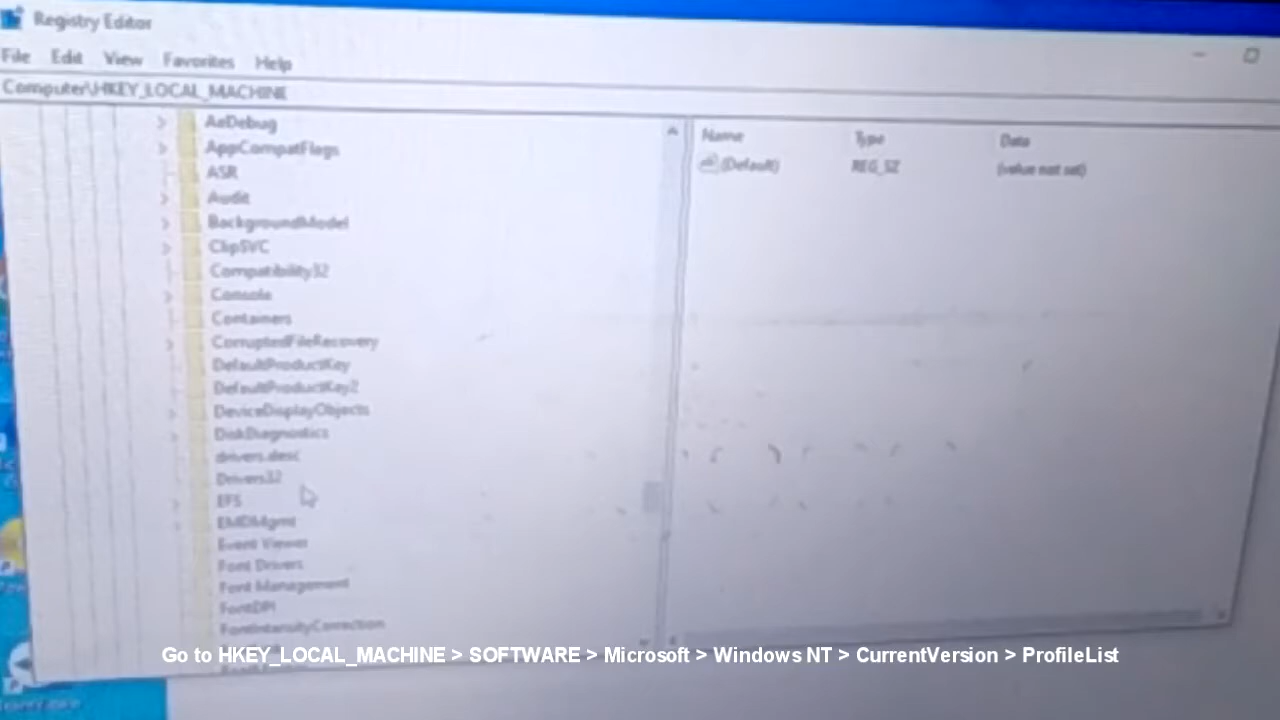 Registry Editor
File Edit View Favorites Help
Computer\HKEY_LOCAL_MACHINE
Name Type Data
(Default) REG_SZ (value not set)
AeDebug
AppCompatFlags
ASR
Audit
BackgroundModel
ClipSVC
Compatibility32
Console
Containers
CorruptedFileRecovery
DefaultProductKey
DefaultProductKey2
DeviceDisplayObjects
DiskDiagnostics
drivers.desc
Drivers32
EFS
EMDMgmt
Event Viewer
Font Drivers
Font Management
FontDPI
FontIntensityCorrection
Go to HKEY_LOCAL_MACHINE > SOFTWARE > Microsoft > Windows NT > CurrentVersion > ProfileList